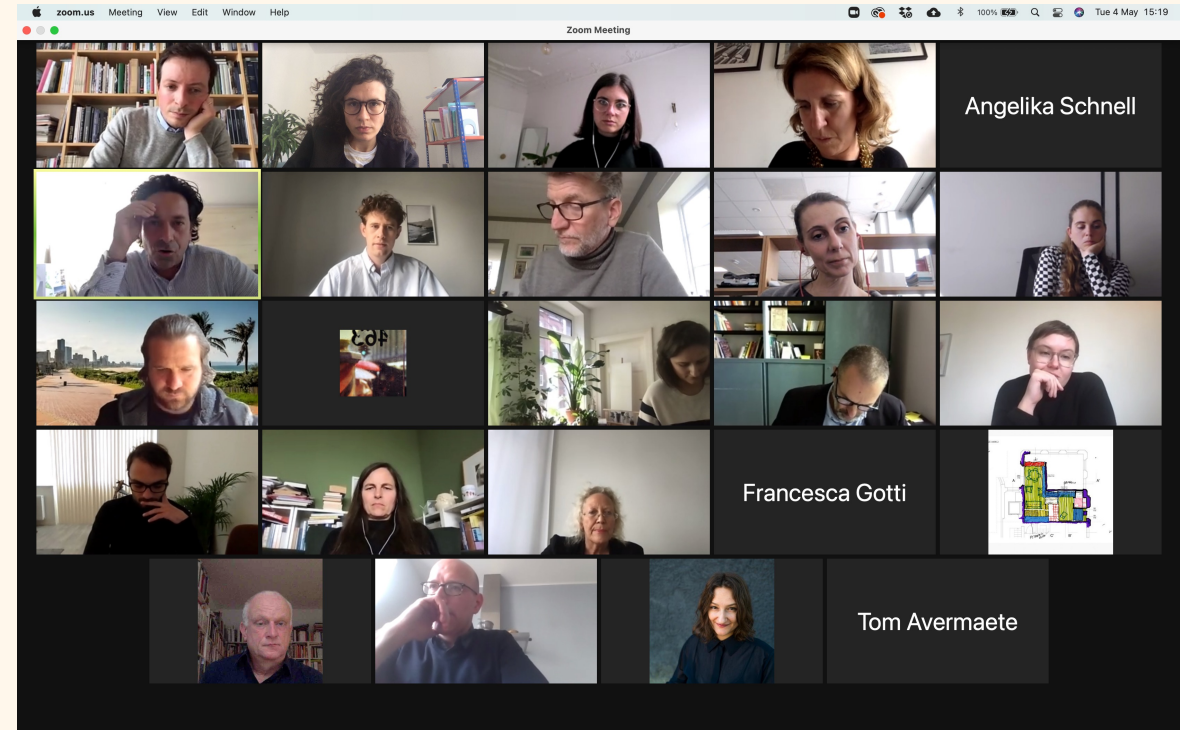 zoom.us Meeting View Edit Window Help 100% Tue 4 May 15:19
Zoom Meeting
Angelika Schnell
Francesca Gotti
Tom Avermaete